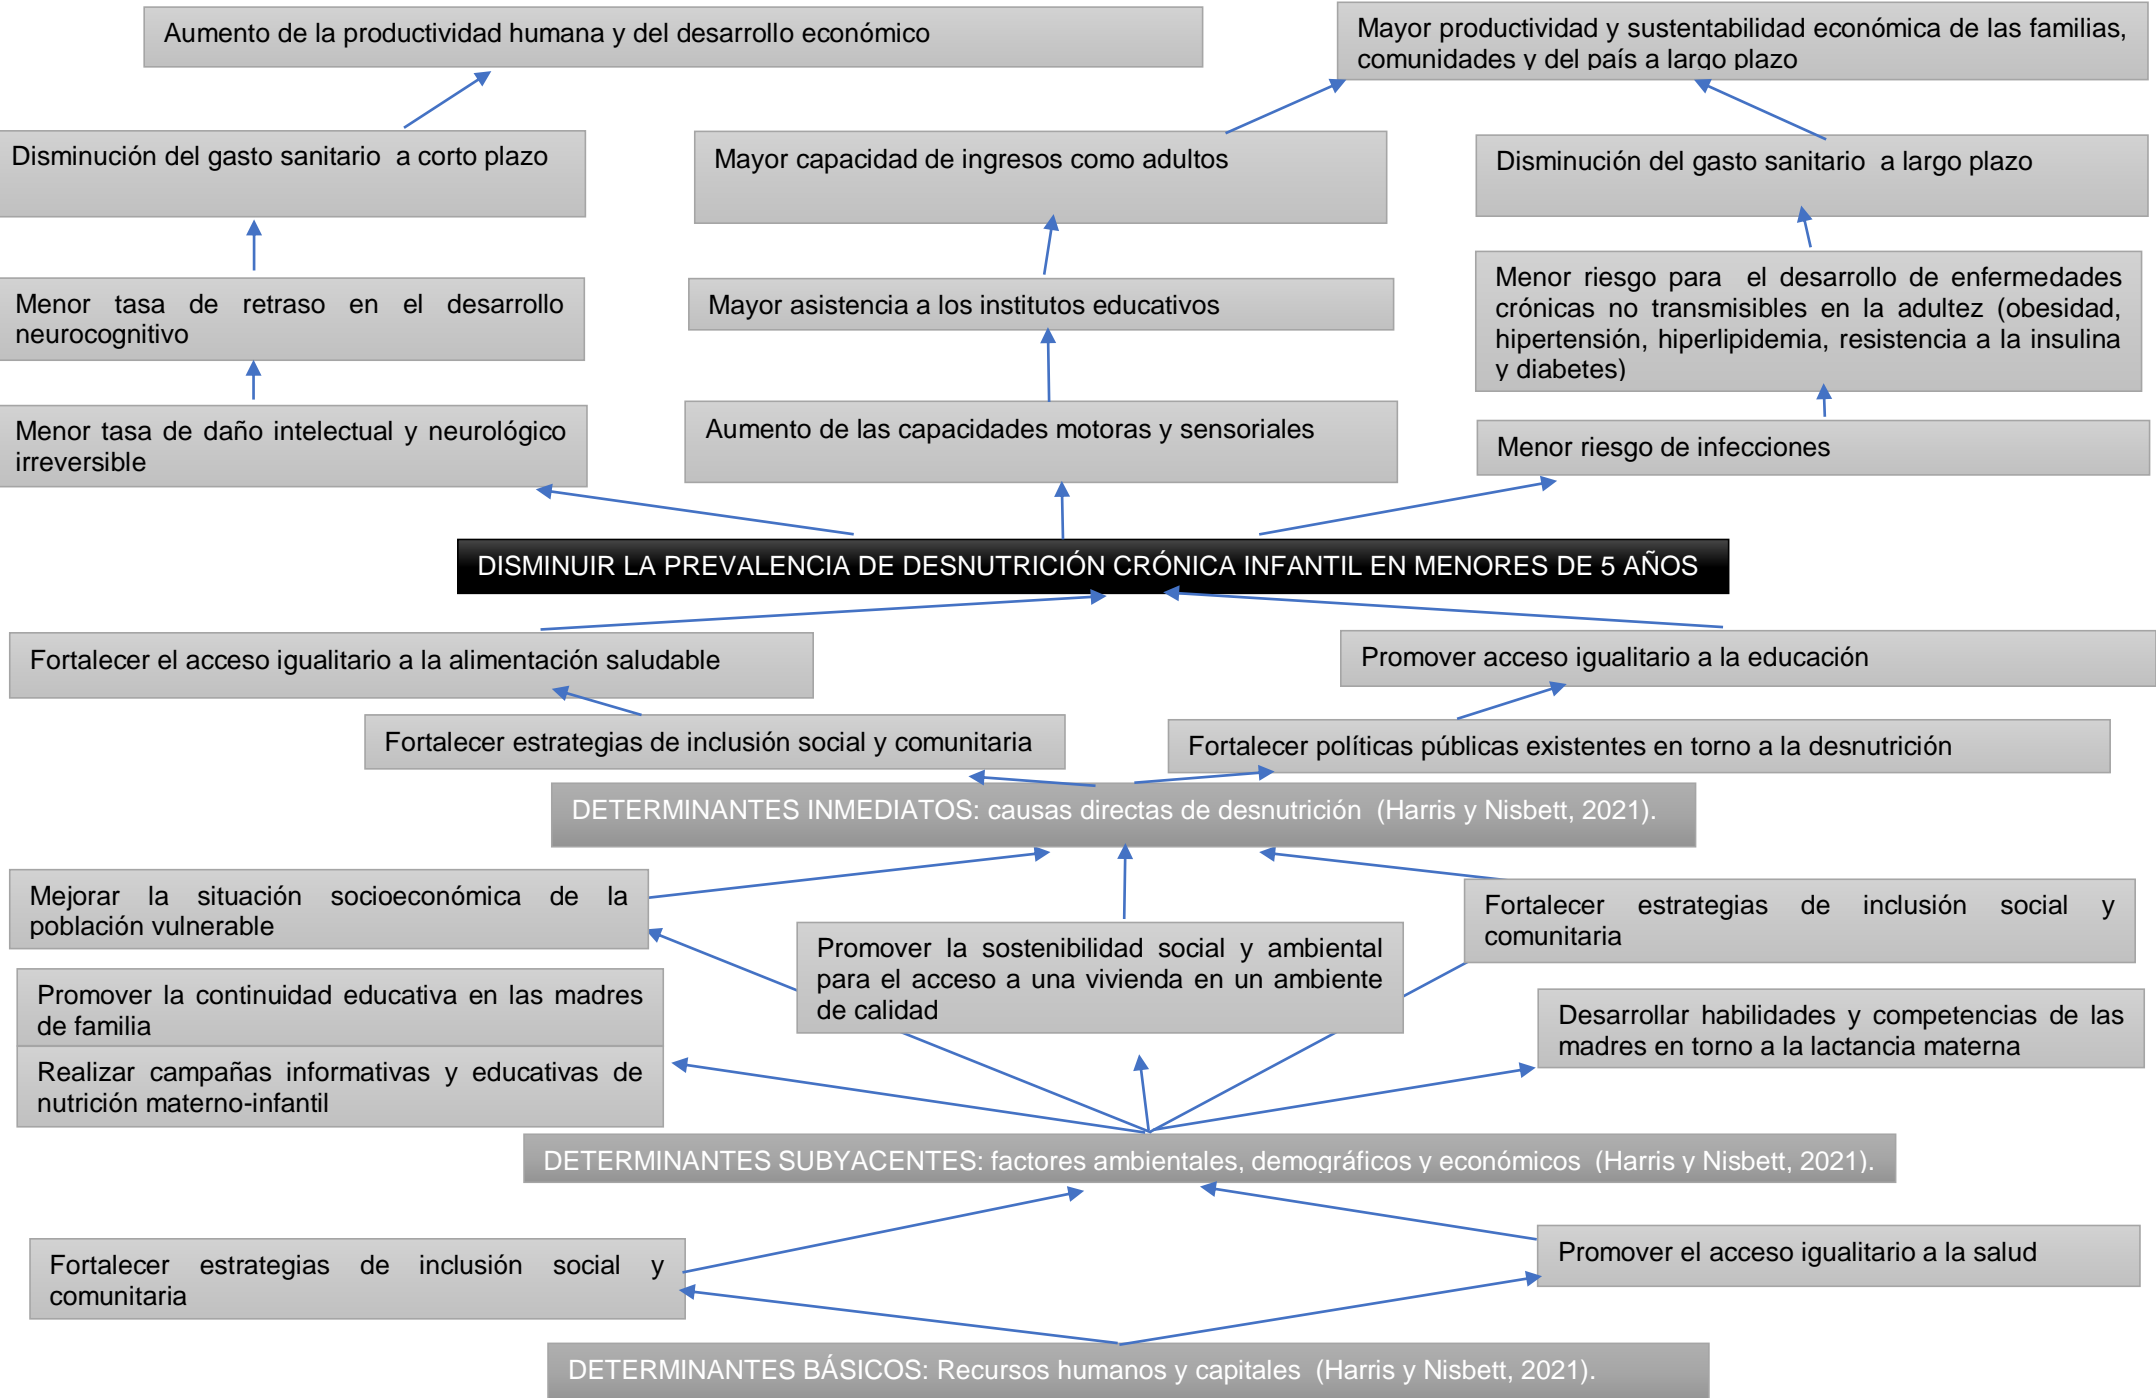 Aumento de la productividad humana y del desarrollo económico
Mayor productividad y sustentabilidad económica de las familias,
comunidades y del país a largo plazo
Disminución del gasto sanitario  a corto plazo
Mayor capacidad de ingresos como adultos
Disminución del gasto sanitario  a largo plazo
Menor tasa de retraso en el desarrollo
neurocognitivo
Mayor asistencia a los institutos educativos
Menor riesgo para  el desarrollo de enfermedades
crónicas no transmisibles en la adultez (obesidad,
hipertensión, hiperlipidemia, resistencia a la insulina
y diabetes)
Menor tasa de daño intelectual y neurológico
irreversible
Aumento de las capacidades motoras y sensoriales
Menor riesgo de infecciones
DISMINUIR LA PREVALENCIA DE DESNUTRICIÓN CRÓNICA INFANTIL EN MENORES DE 5 AÑOS
Fortalecer el acceso igualitario a la alimentación saludable
Promover acceso igualitario a la educación
Fortalecer estrategias de inclusión social y comunitaria
Fortalecer políticas públicas existentes en torno a la desnutrición
DETERMINANTES INMEDIATOS: causas directas de desnutrición  (Harris y Nisbett, 2021).
Mejorar la situación socioeconómica de la
población vulnerable
Promover la sostenibilidad social y ambiental
para el acceso a una vivienda en un ambiente
de calidad
Fortalecer estrategias de inclusión social y
comunitaria
Promover la continuidad educativa en las madres
de familia
Realizar campañas informativas y educativas de
nutrición materno-infantil
Desarrollar habilidades y competencias de las
madres en torno a la lactancia materna
DETERMINANTES SUBYACENTES: factores ambientales, demográficos y económicos  (Harris y Nisbett, 2021).
Fortalecer estrategias de inclusión social y
comunitaria
Promover el acceso igualitario a la salud
DETERMINANTES BÁSICOS: Recursos humanos y capitales  (Harris y Nisbett, 2021).